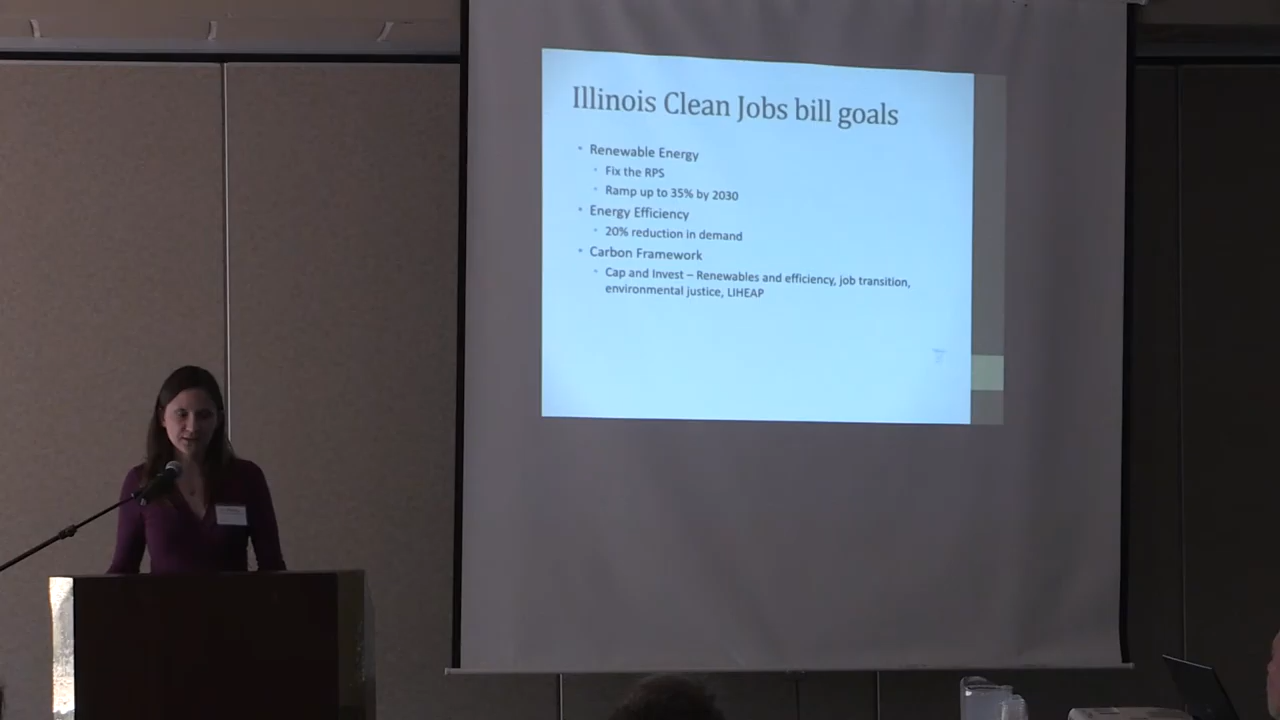 Illinois Clean Jobs bill goals
• Renewable Energy
• Fix the RPS
• Ramp up to 35% by 2030
• Energy Efficiency
• 20% reduction in demand
• Carbon Framework
• Cap and Invest – Renewables and efficiency, job transition,
environmental justice, LIHEAP